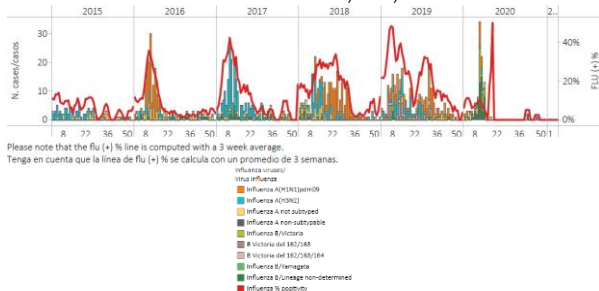 2015 2016 2017 2018 2019 2020 2..
30
20
10
0
N. cases/casos
40%
20%
0%
FLU (+) %
8 22 36 50 8 22 36 50 8 22 36 50 8 22 36 50 8 22 36 50 8 22 36 50 1
Please note that the flu (+) % line is computed with a 3 week average.
Tenga en cuenta que la línea de flu (+) % se calcula con un promedio de 3 semanas.
Influenza viruses/
Virus influenza
Influenza A(H1N1)pdm09
Influenza A(H3N2)
Influenza A not subtyped
Influenza A non-subtypable
Influenza B/Victoria
B Victoria del 162/163
B Victoria del 162/163/164
Influenza B/Yamagata
Influenza B/Lineage non-determined
Influenza % positivity